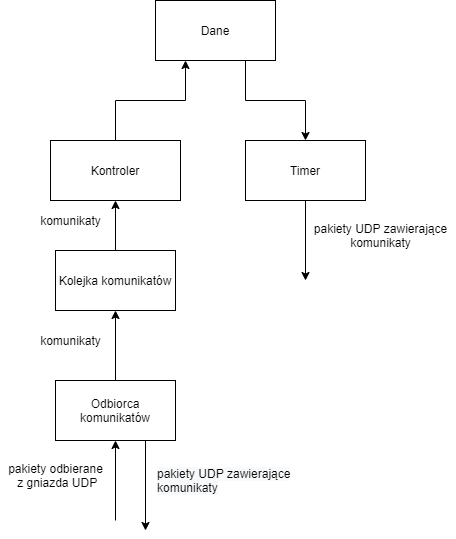 Dane
Kontroler
Timer
komunikaty
pakiety UDP zawierające
komunikaty
Kolejka komunikatów
komunikaty
Odbiorca
komunikatów
pakiety odbierane
z gniazda UDP
pakiety UDP zawierające
komunikaty